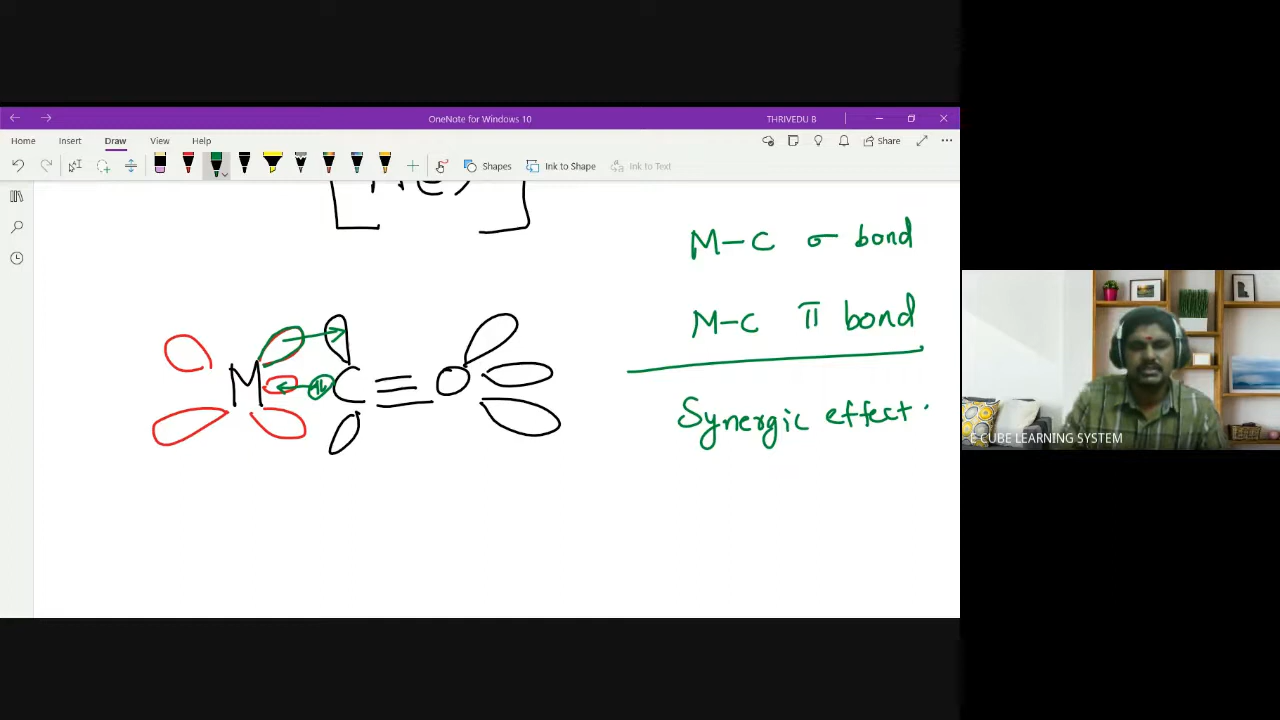 OneNote for Windows 10
THRIVEDU B
Home Insert Draw View Help
Share
Shapes Ink to Shape Ink to Text
M–C σ bond
M–C π bond
Synergic effect.
M C≡O
E CUBE LEARNING SYSTEM